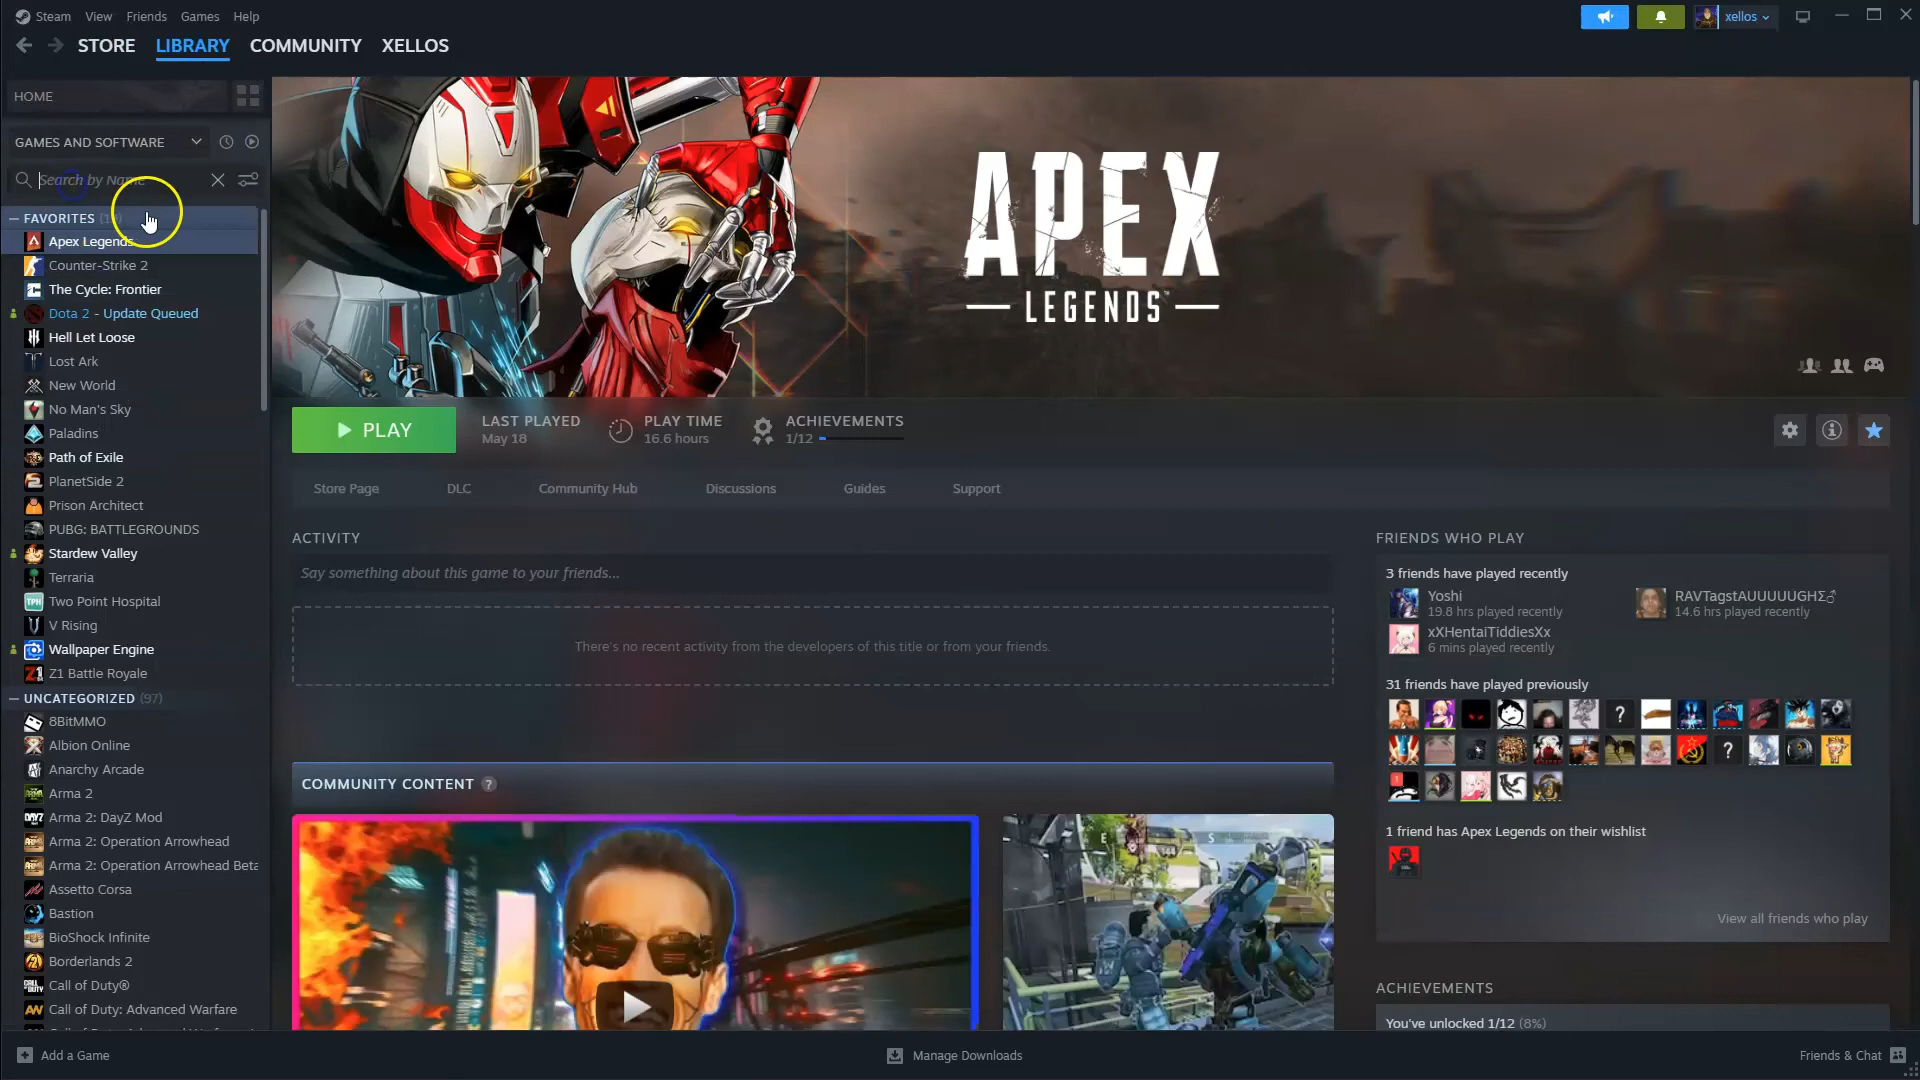 Steam View Friends Games Help
xellos
STORE LIBRARY COMMUNITY XELLOS
HOME
GAMES AND SOFTWARE
Search by Name
FAVORITES
Apex Legends
Counter-Strike 2
The Cycle: Frontier
Dota 2 - Update Queued
Hell Let Loose
Lost Ark
New World
No Man's Sky
Paladins
Path of Exile
PlanetSide 2
Prison Architect
PUBG: BATTLEGROUNDS
Stardew Valley
Terraria
Two Point Hospital
V Rising
Wallpaper Engine
Z1 Battle Royale
UNCATEGORIZED (97)
8BitMMO
Albion Online
Anarchy Arcade
Arma 2
Arma 2: DayZ Mod
Arma 2: Operation Arrowhead
Arma 2: Operation Arrowhead Beta
Assetto Corsa
Bastion
BioShock Infinite
Borderlands 2
Call of Duty®
Call of Duty: Advanced Warfare
APEX
LEGENDS
PLAY
LAST PLAYED
May 18
PLAY TIME
16.6 hours
ACHIEVEMENTS
1/12
Store Page DLC Community Hub Discussions Guides Support
ACTIVITY
Say something about this game to your friends...
There's no recent activity from the developers of this title or from your friends.
COMMUNITY CONTENT ?
FRIENDS WHO PLAY
3 friends have played recently
Yoshi
19.8 hrs played recently
RAVTagstAUUUUUGHΣ♂
14.6 hrs played recently
xXHentaiTiddiesXx
6 mins played recently
31 friends have played previously
1 friend has Apex Legends on their wishlist
View all friends who play
ACHIEVEMENTS
You've unlocked 1/12 (8%)
Add a Game
Manage Downloads
Friends & Chat